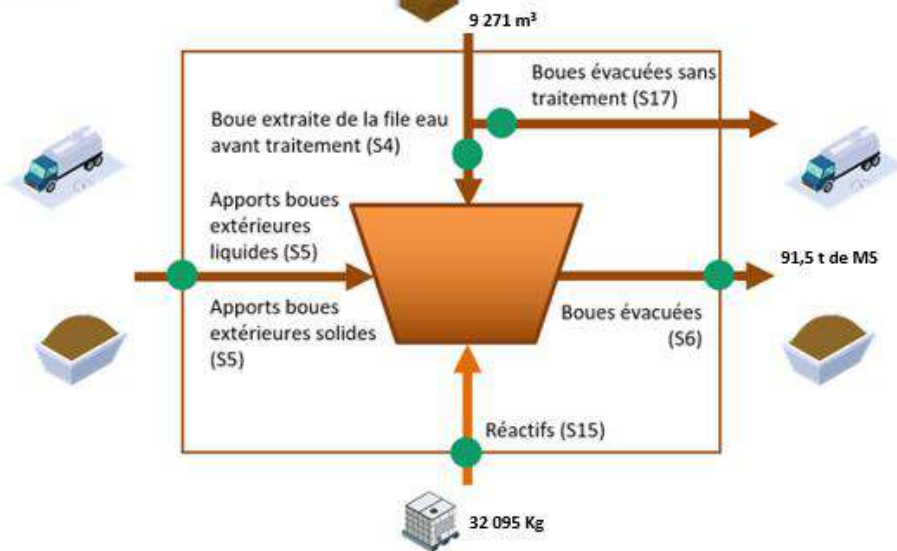 9 271 m³
Boues évacuées sans
traitement (S17)
Boue extraite de la file eau
avant traitement (S4)
Apports boues
extérieures
liquides (S5)
91,5 t de MS
Apports boues
extérieures solides
(S5)
Boues évacuées
(S6)
Réactifs (S15)
32 095 Kg